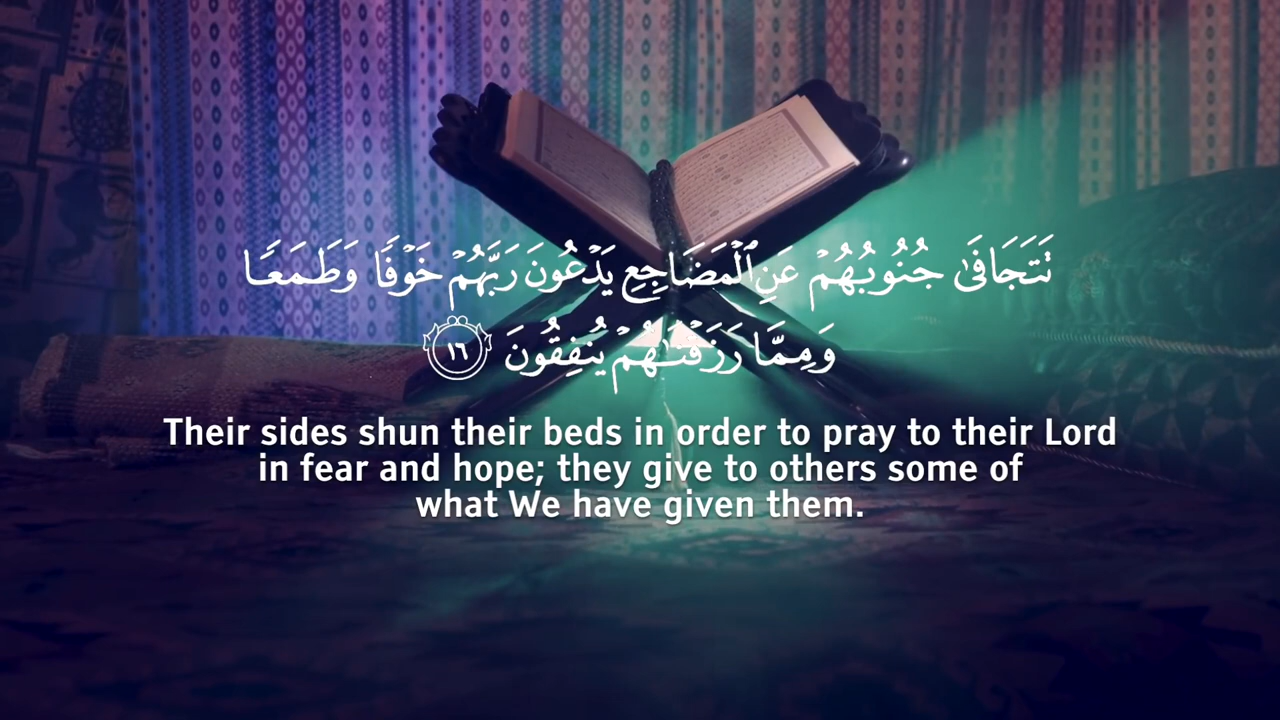 تَتَجَافَىٰ جُنُوبُهُمْ عَنِ ٱلْمَضَاجِعِ يَدْعُونَ رَبَّهُمْ خَوْفًا وَطَمَعًا
وَمِمَّا رَزَقْنَـٰهُمْ يُنفِقُونَ ١٦
Their sides shun their beds in order to pray to their Lord
in fear and hope; they give to others some of
what We have given them.